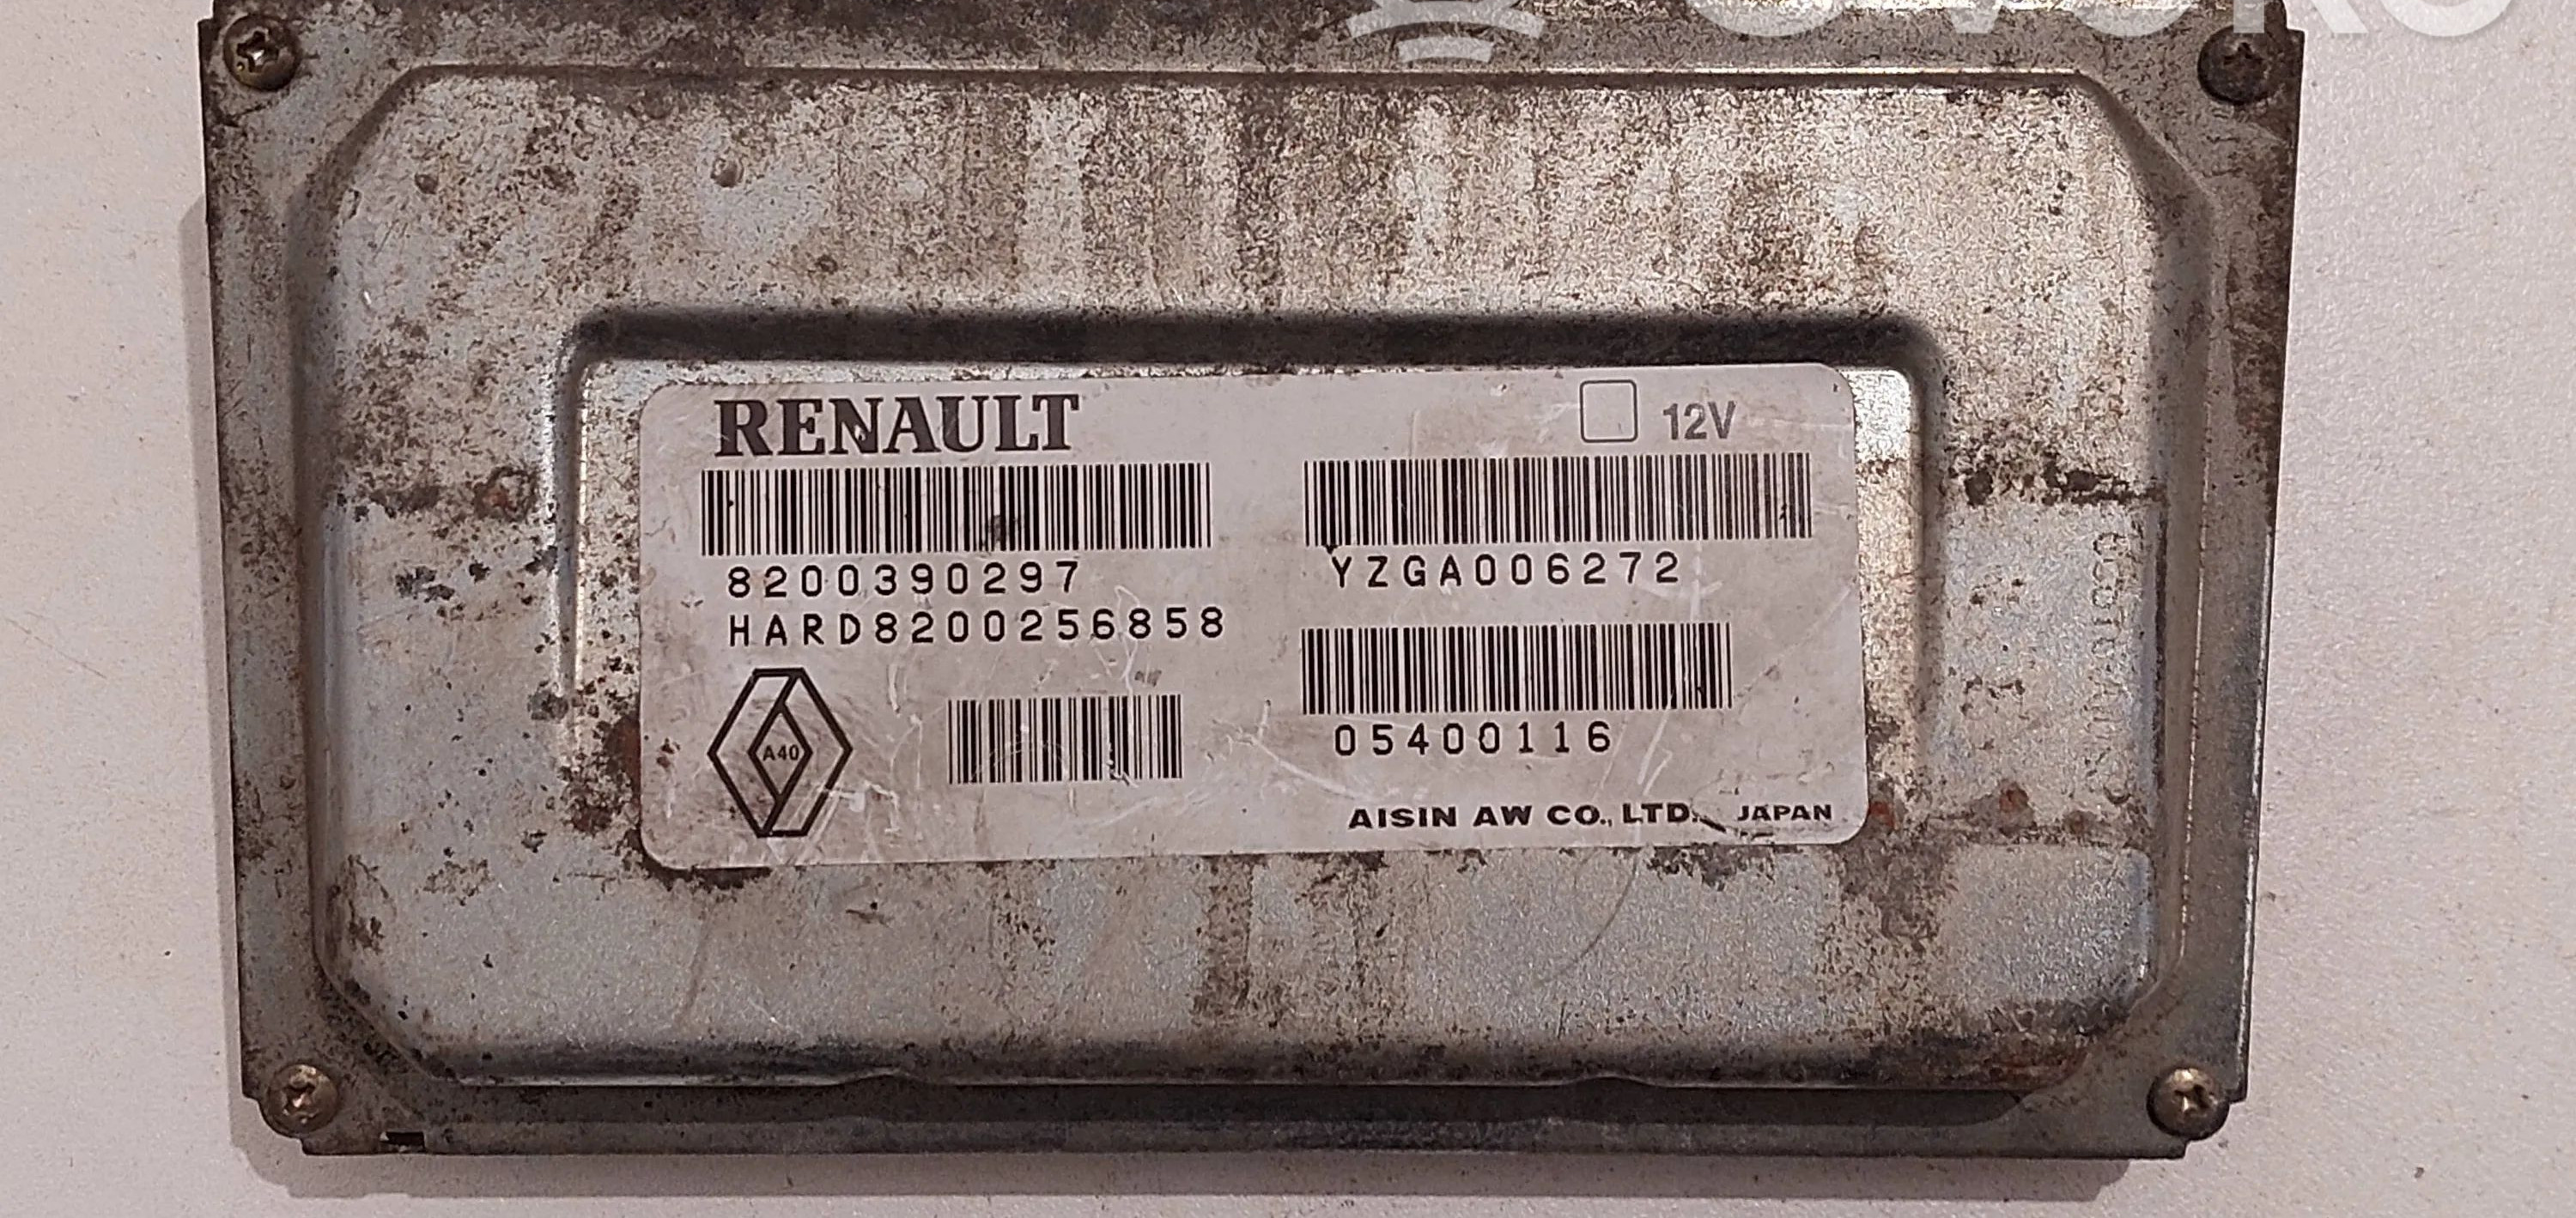 RENAULT
12V
8200390297
HARD8200256858
YZGA006272
05400116
A40
AISIN AW CO., LTD. JAPAN